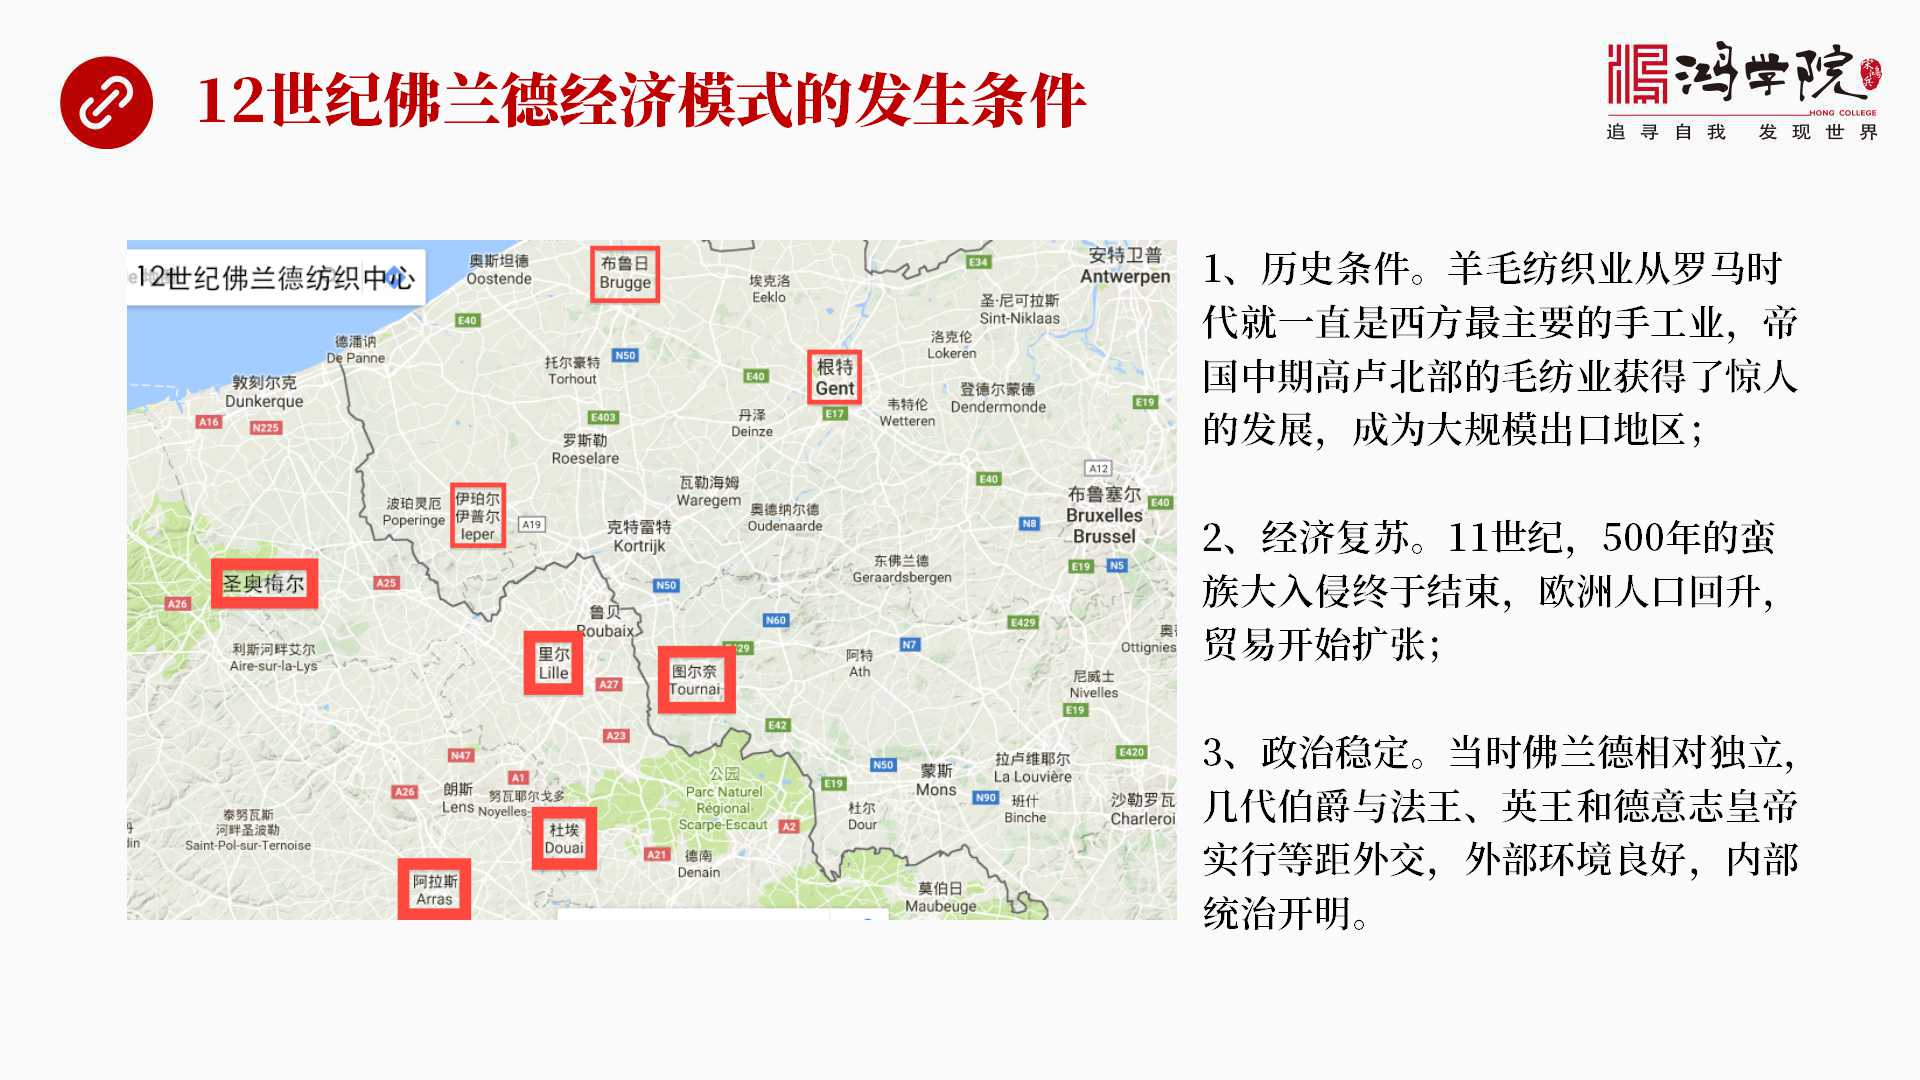 12世纪佛兰德经济模式的发生条件
鸿学院
HONG COLLEGE
追寻自我 发现世界
12世纪佛兰德纺织中心
奥斯坦德
Oostende
布鲁日
Brugge
埃克洛
Eeklo
E34
安特卫普
Antwerpen
圣·尼可拉斯
Sint-Niklaas
E40
德潘讷
De Panne
托尔豪特
Torhout
N50
洛克伦
Lokeren
根特
Gent
E40
敦刻尔克
Dunkerque
登德尔蒙德
Dendermonde
韦特伦
Wetteren
E19
A16
N225
E403
丹泽
Deinze
E17
罗斯勒
Roeselare
A12
瓦勒海姆
Waregem
E40
布鲁塞尔
Bruxelles
Brussel
E40
波珀灵厄
Poperinge
伊珀尔
伊普尔
Ieper
A19
克特雷特
Kortrijk
奥德纳尔德
Oudenaarde
N8
东佛兰德
Geraardsbergen
E19
N5
圣奥梅尔
A25
N50
A26
鲁贝
Roubaix
N60
E429
利斯河畔艾尔
Aire-sur-la-Lys
里尔
Lille
A27
图尔奈
Tournai
阿特
Ath
N7
Ottignies
尼威士
Nivelles
E19
A23
E42
N47
A1
A26
朗斯
Lens
努瓦耶尔戈多
Noyelles-
公园
Parc Naturel
Régional
Scarpe-Escaut
E19
N50
蒙斯
Mons
拉卢维耶尔
La Louvière
E420
N90
班什
Binche
沙勒罗瓦
Charleroi
泰努瓦斯
河畔圣波勒
Saint-Pol-sur-Ternoise
杜埃
Douai
A2
杜尔
Dour
A21
德南
Denain
阿拉斯
Arras
莫伯日
Maubeuge
1、历史条件。羊毛纺织业从罗马时
代就一直是西方最主要的手工业，帝
国中期高卢北部的毛纺业获得了惊人
的发展，成为大规模出口地区；
2、经济复苏。11世纪，500年的蛮
族大入侵终于结束，欧洲人口回升，
贸易开始扩张；
3、政治稳定。当时佛兰德相对独立，
几代伯爵与法王、英王和德意志皇帝
实行等距外交，外部环境良好，内部
统治开明。